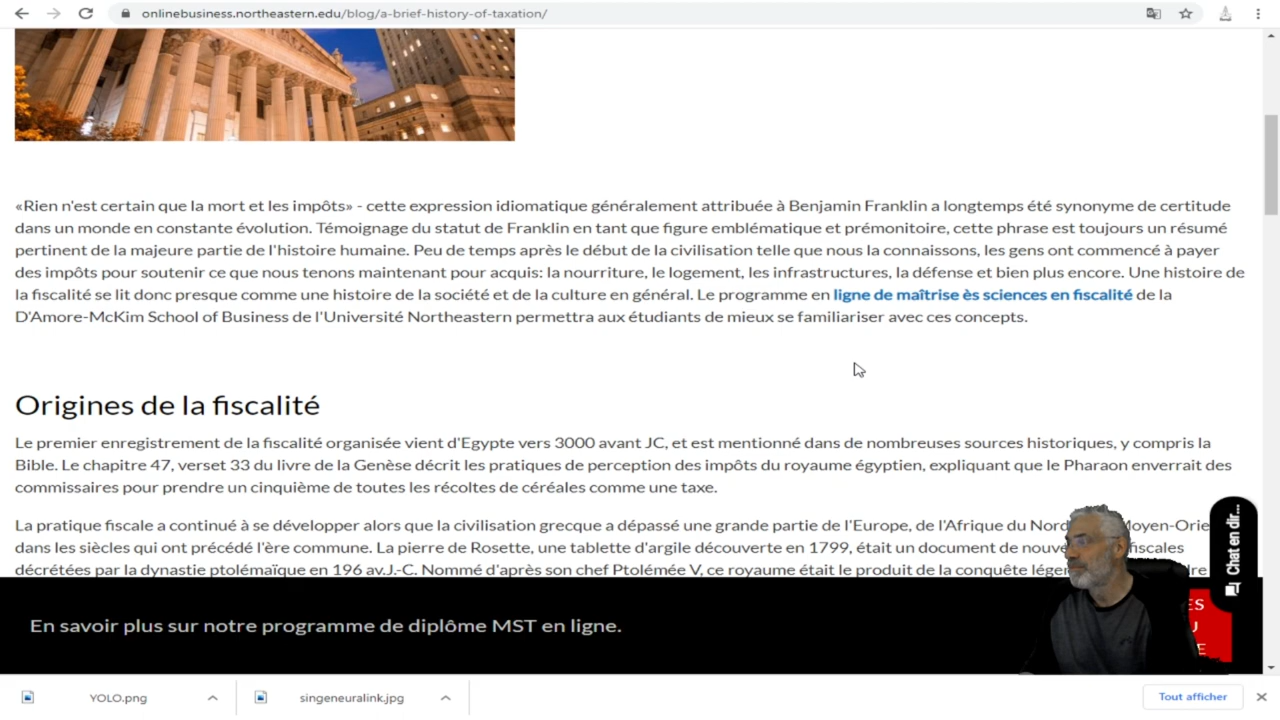 onlinebusiness.northeastern.edu/blog/a-brief-history-of-taxation/
«Rien n'est certain que la mort et les impôts» - cette expression idiomatique généralement attribuée à Benjamin Franklin a longtemps été synonyme de certitude
dans un monde en constante évolution. Témoignage du statut de Franklin en tant que figure emblématique et prémonitoire, cette phrase est toujours un résumé
pertinent de la majeure partie de l'histoire humaine. Peu de temps après le début de la civilisation telle que nous la connaissons, les gens ont commencé à payer
des impôts pour soutenir ce que nous tenons maintenant pour acquis: la nourriture, le logement, les infrastructures, la défense et bien plus encore. Une histoire de
la fiscalité se lit donc presque comme une histoire de la société et de la culture en général. Le programme en ligne de maîtrise ès sciences en fiscalité de la
D'Amore-McKim School of Business de l'Université Northeastern permettra aux étudiants de mieux se familiariser avec ces concepts.
Origines de la fiscalité
Le premier enregistrement de la fiscalité organisée vient d'Egypte vers 3000 avant JC, et est mentionné dans de nombreuses sources historiques, y compris la
Bible. Le chapitre 47, verset 33 du livre de la Genèse décrit les pratiques de perception des impôts du royaume égyptien, expliquant que le Pharaon enverrait des
commissaires pour prendre un cinquième de toutes les récoltes de céréales comme une taxe.
La pratique fiscale a continué à se développer alors que la civilisation grecque a dépassé une grande partie de l'Europe, de l'Afrique du Nord
dans les siècles qui ont précédé l'ère commune. La pierre de Rosette, une tablette d'argile découverte en 1799, était un document de fiscales
décrétées par la dynastie ptolémaïque en 196 av.J.-C. Nommé d'après son chef Ptolémée V, ce royaume était le produit de la conquête
Chat en dir...
En savoir plus sur notre programme de diplôme MST en ligne.
YOLO.png
singeneuralink.jpg
Tout afficher